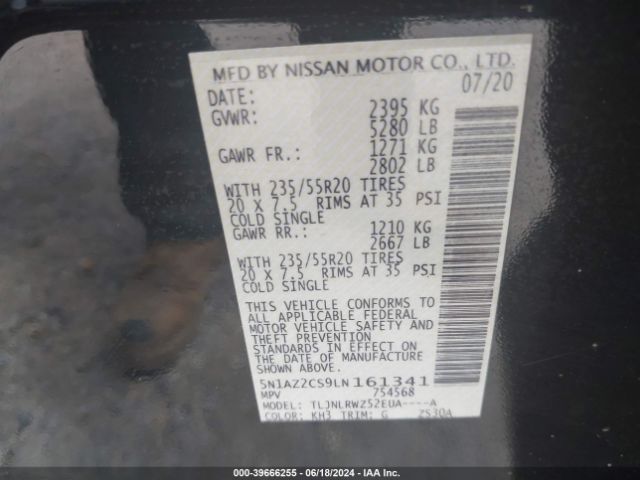 MFD BY NISSAN MOTOR CO., LTD.
DATE: 07/20
GVWR: 2395 KG
5280 LB
GAWR FR.: 1271 KG
2802 LB
WITH 235/55R20 TIRES
20 X 7.5 RIMS AT 35 PSI
COLD SINGLE
GAWR RR.: 1210 KG
2667 LB
WITH 235/55R20 TIRES
20 X 7.5 RIMS AT 35 PSI
COLD SINGLE
THIS VEHICLE CONFORMS TO
ALL APPLICABLE FEDERAL
MOTOR VEHICLE SAFETY AND
THEFT PREVENTION
STANDARDS IN EFFECT ON
THE DATE OF MANUFACTURE
SHOWN ABOVE.
5N1AZ2CS9LN161341
MPV 754568
MODEL: TLJNLRWZ52EUA----A
COLOR: KH3 TRIM: G 2530A
000-39666255 - 06/18/2024 - IAA Inc.